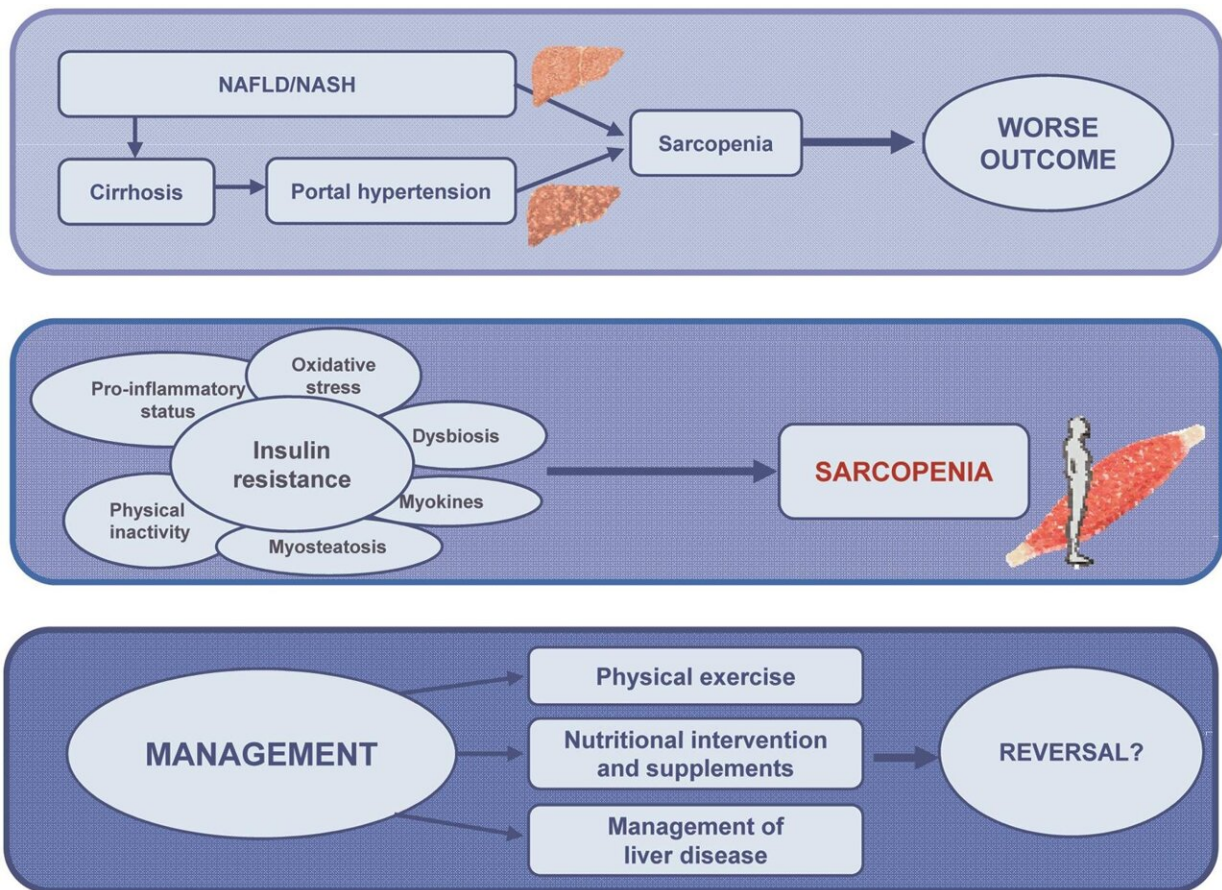 NAFLD/NASH
Cirrhosis
Portal hypertension
Sarcopenia
WORSE
OUTCOME
Pro-inflammatory
status
Oxidative
stress
Insulin
resistance
Dysbiosis
Myokines
Physical
inactivity
Myosteatosis
SARCOPENIA
MANAGEMENT
Physical exercise
Nutritional intervention
and supplements
Management of
liver disease
REVERSAL?